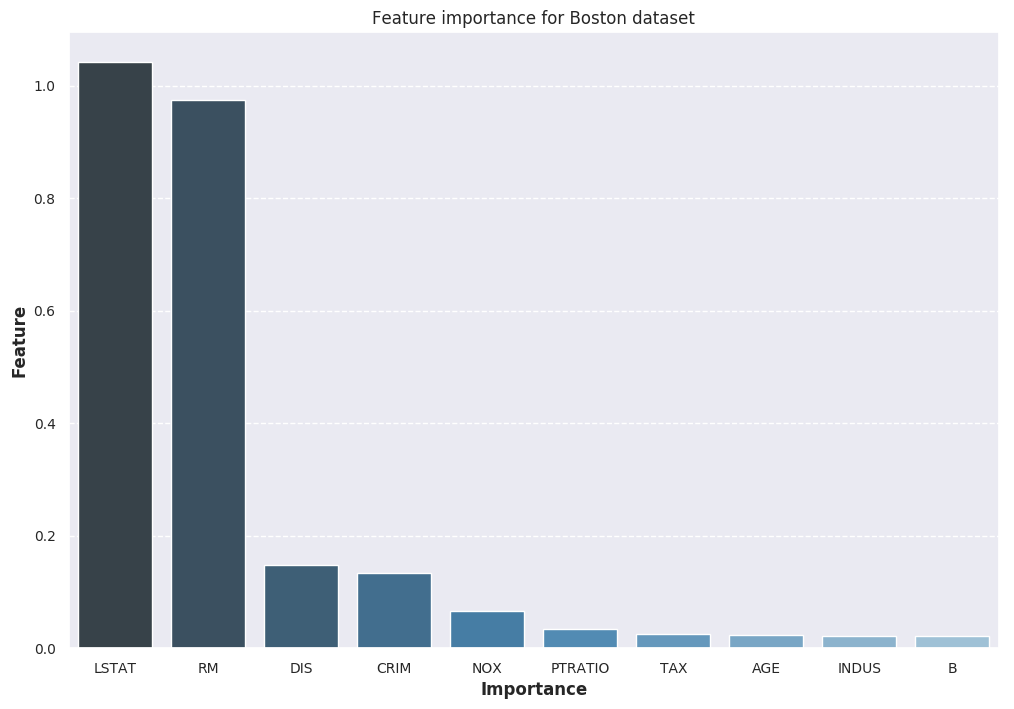 Feature importance for Boston dataset
Feature
1.0
0.8
0.6
0.4
0.2
0.0
LSTAT RM DIS CRIM NOX PTRATIO TAX AGE INDUS B
Importance